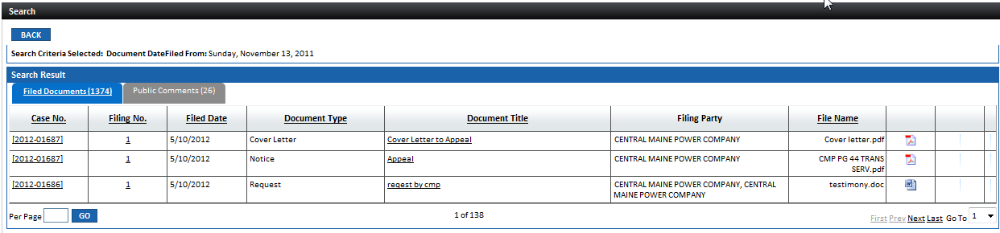 Search
BACK
Search Criteria Selected: Document DateFiled From: Sunday, November 13, 2011
Search Result
Filed Documents (1374) Public Comments (26)
Case No. Filing No. Filed Date Document Type Document Title Filing Party File Name
[2012-01687] 1 5/10/2012 Cover Letter Cover Letter to Appeal CENTRAL MAINE POWER COMPANY Cover letter.pdf
[2012-01687] 1 5/10/2012 Notice Appeal CENTRAL MAINE POWER COMPANY CMP PG 44 TRANS
SERV.pdf
[2012-01686] 1 5/10/2012 Request reqest by cmp CENTRAL MAINE POWER COMPANY, CENTRAL testimony.doc
MAINE POWER COMPANY
Per Page GO 1 of 138 First Prev Next Last Go To 1